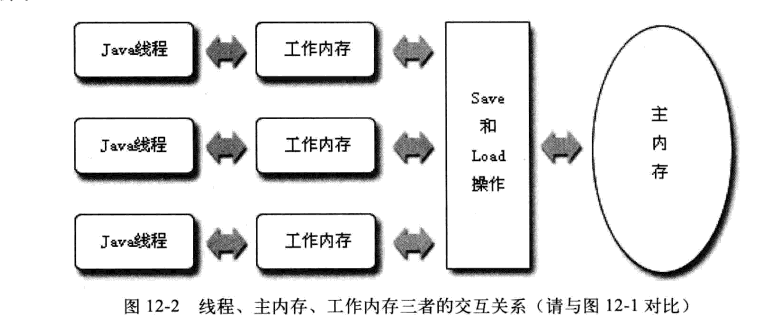 Java线程
工作内存
Java线程
工作内存
Java线程
工作内存
Save
和
Load
操作
主
内
存
图 12-2 线程、主内存、工作内存三者的交互关系（请与图 12-1 对比）